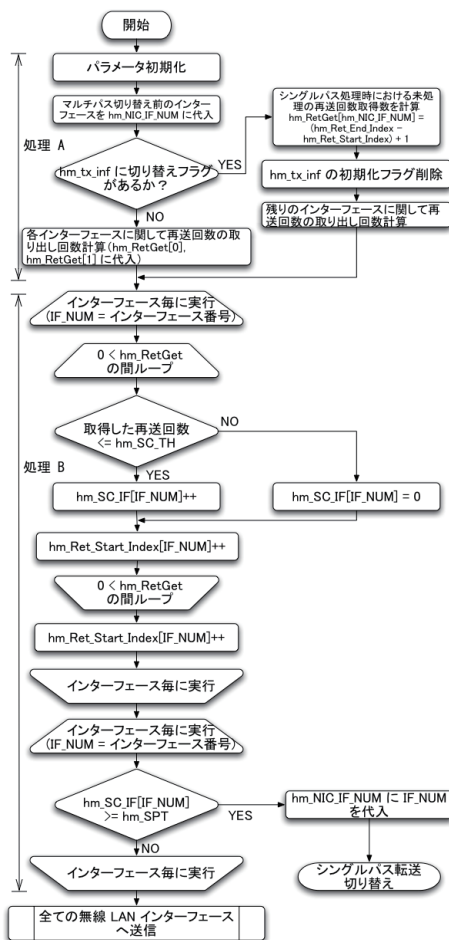 開始
パラメータ初期化
マルチパス切り替え前のインター
フェースを hm_NIC_IF_NUM に代入
処理 A
hm_tx_inf に切り替えフラグ
があるか？
YES
シングルパス処理時における未処
理の再送回数取得数を計算
hm_RetGet[hm_NIC_IF_NUM] =
(hm_Ret_End_Index −
hm_Ret_Start_Index) + 1
hm_tx_inf の初期化フラグ削除
残りのインターフェースに関して再
送回数の取り出し回数計算
NO
各インターフェースに関して再送回数の取
り出し回数計算(hm_RetGet[0],
hm_RetGet[1] に代入)
インターフェース毎に実行
(IF_NUM = インターフェース番号)
0 < hm_RetGet
の間ループ
処理 B
取得した再送回数
<= hm_SC_TH
NO
YES
hm_SC_IF[IF_NUM]++
hm_SC_IF[IF_NUM] = 0
hm_Ret_Start_Index[IF_NUM]++
0 < hm_RetGet
の間ループ
hm_Ret_Start_Index[IF_NUM]++
インターフェース毎に実行
インターフェース毎に実行
(IF_NUM = インターフェース番号)
hm_SC_IF[IF_NUM]
>= hm_SPT
YES
hm_NIC_IF_NUM に IF_NUM
を代入
シングルパス転送
切り替え
NO
インターフェース毎に実行
全ての無線 LAN インターフェース
へ送信